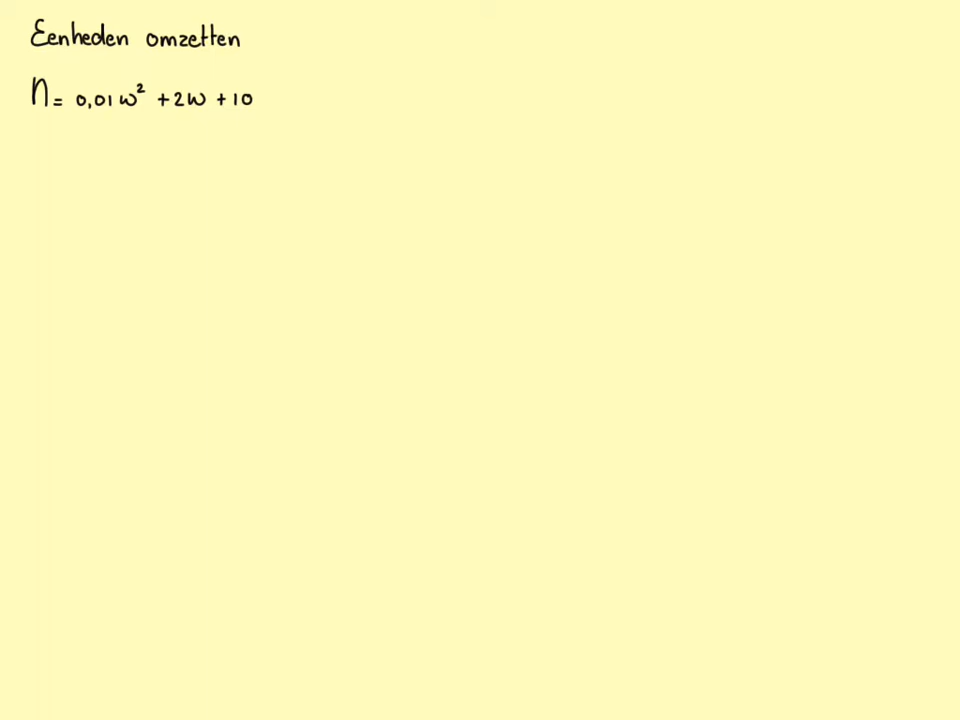 Eenheden omzetten
n = 0,01w² + 2w + 10